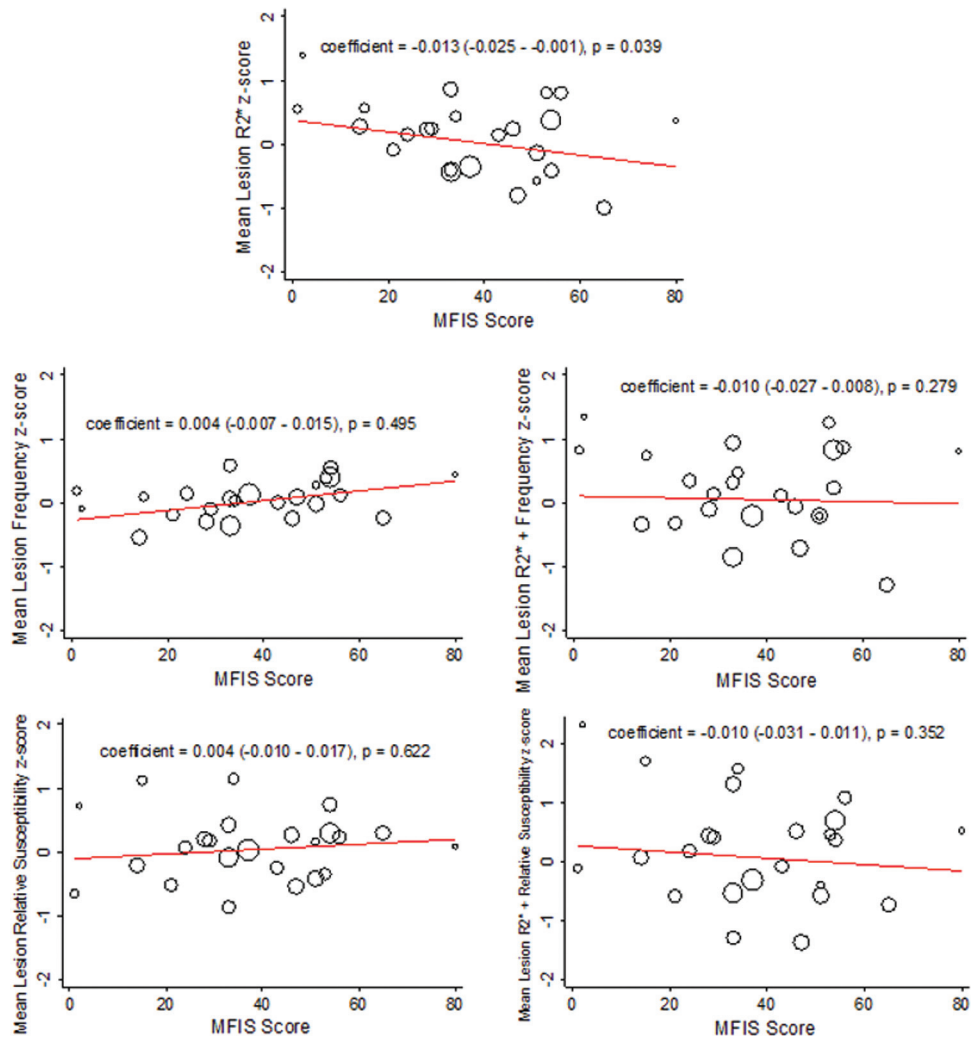 coefficient = -0.013 (-0.025 - -0.001), p = 0.039
Mean Lesion R2* z-score
2
1
0
-1
-2
0 20 40 60 80
MFIS Score
coefficient = 0.004 (-0.007 - 0.015), p = 0.495
Mean Lesion Frequency z-score
2
1
0
-1
-2
0 20 40 60 80
MFIS Score
coefficient = -0.010 (-0.027 - 0.008), p = 0.279
Mean Lesion R2* + Frequency z-score
2
1
0
-1
-2
0 20 40 60 80
MFIS Score
coefficient = 0.004 (-0.010 - 0.017), p = 0.622
Mean Lesion Relative Susceptibility z-score
2
1
0
-1
-2
0 20 40 60 80
MFIS Score
coefficient = -0.010 (-0.031 - 0.011), p = 0.352
Mean Lesion R2* + Relative Susceptibility z-score
2
1
0
-1
-2
0 20 40 60 80
MFIS Score